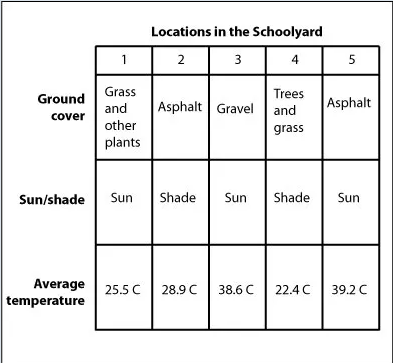 Locations in the Schoolyard
1 2 3 4 5
Ground cover
Grass and other plants
Asphalt
Gravel
Trees and grass
Asphalt
Sun/shade
Sun Shade Sun Shade Sun
Average temperature
25.5 C 28.9 C 38.6 C 22.4 C 39.2 C